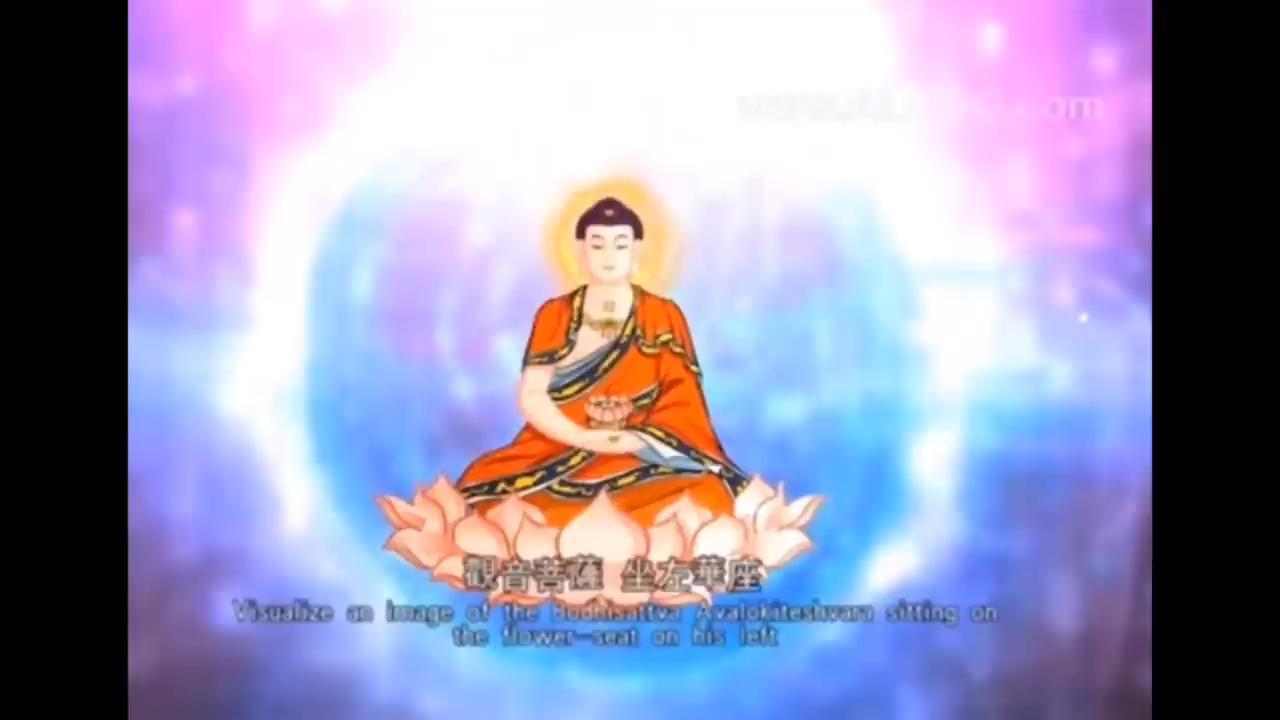 .com
觀音菩薩 坐左華座
Visualize an image of the Bodhisattva Avalokiteshvara sitting on
the flower-seat on his left